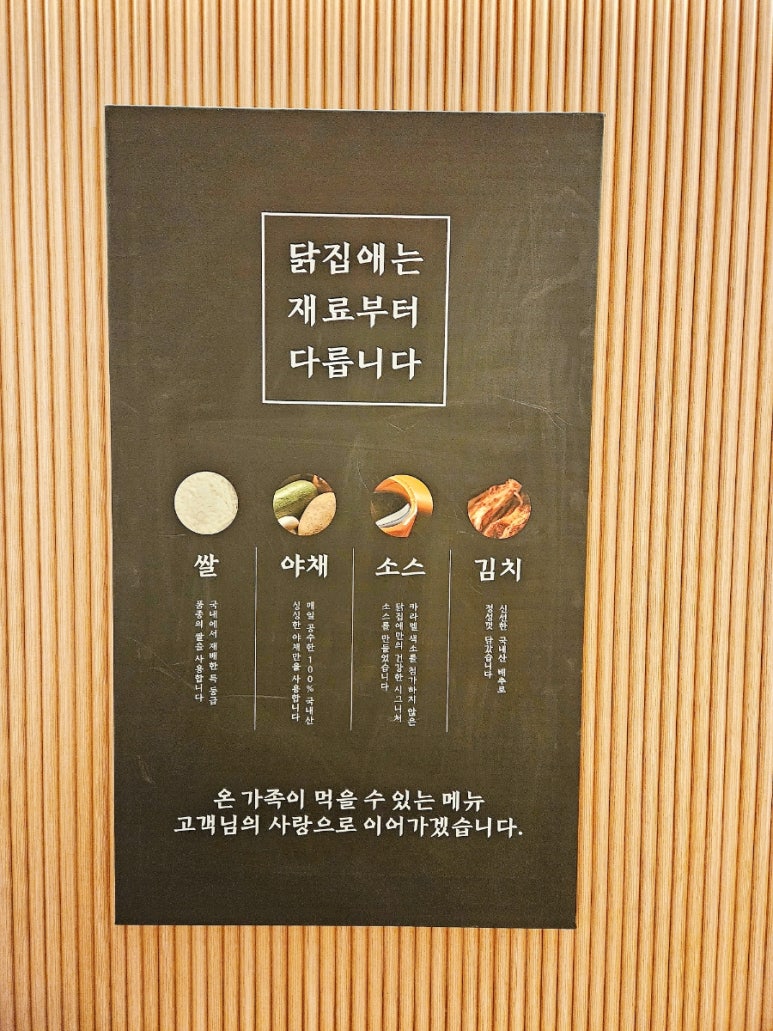 닭집애는
재료부터
다릅니다
쌀
국내에서 재배한 특 등급
품종의 쌀을 사용합니다
야채
매일 공수한 100% 국내산
싱싱한 야채만을 사용합니다
소스
카라멜 색소를 첨가하지 않은
닭집애만의 건강한 시그니처
소스를 만들었습니다
김치
신선한 국내산 배추로
정성껏 담갔습니다
온 가족이 먹을 수 있는 메뉴
고객님의 사랑으로 이어가겠습니다.